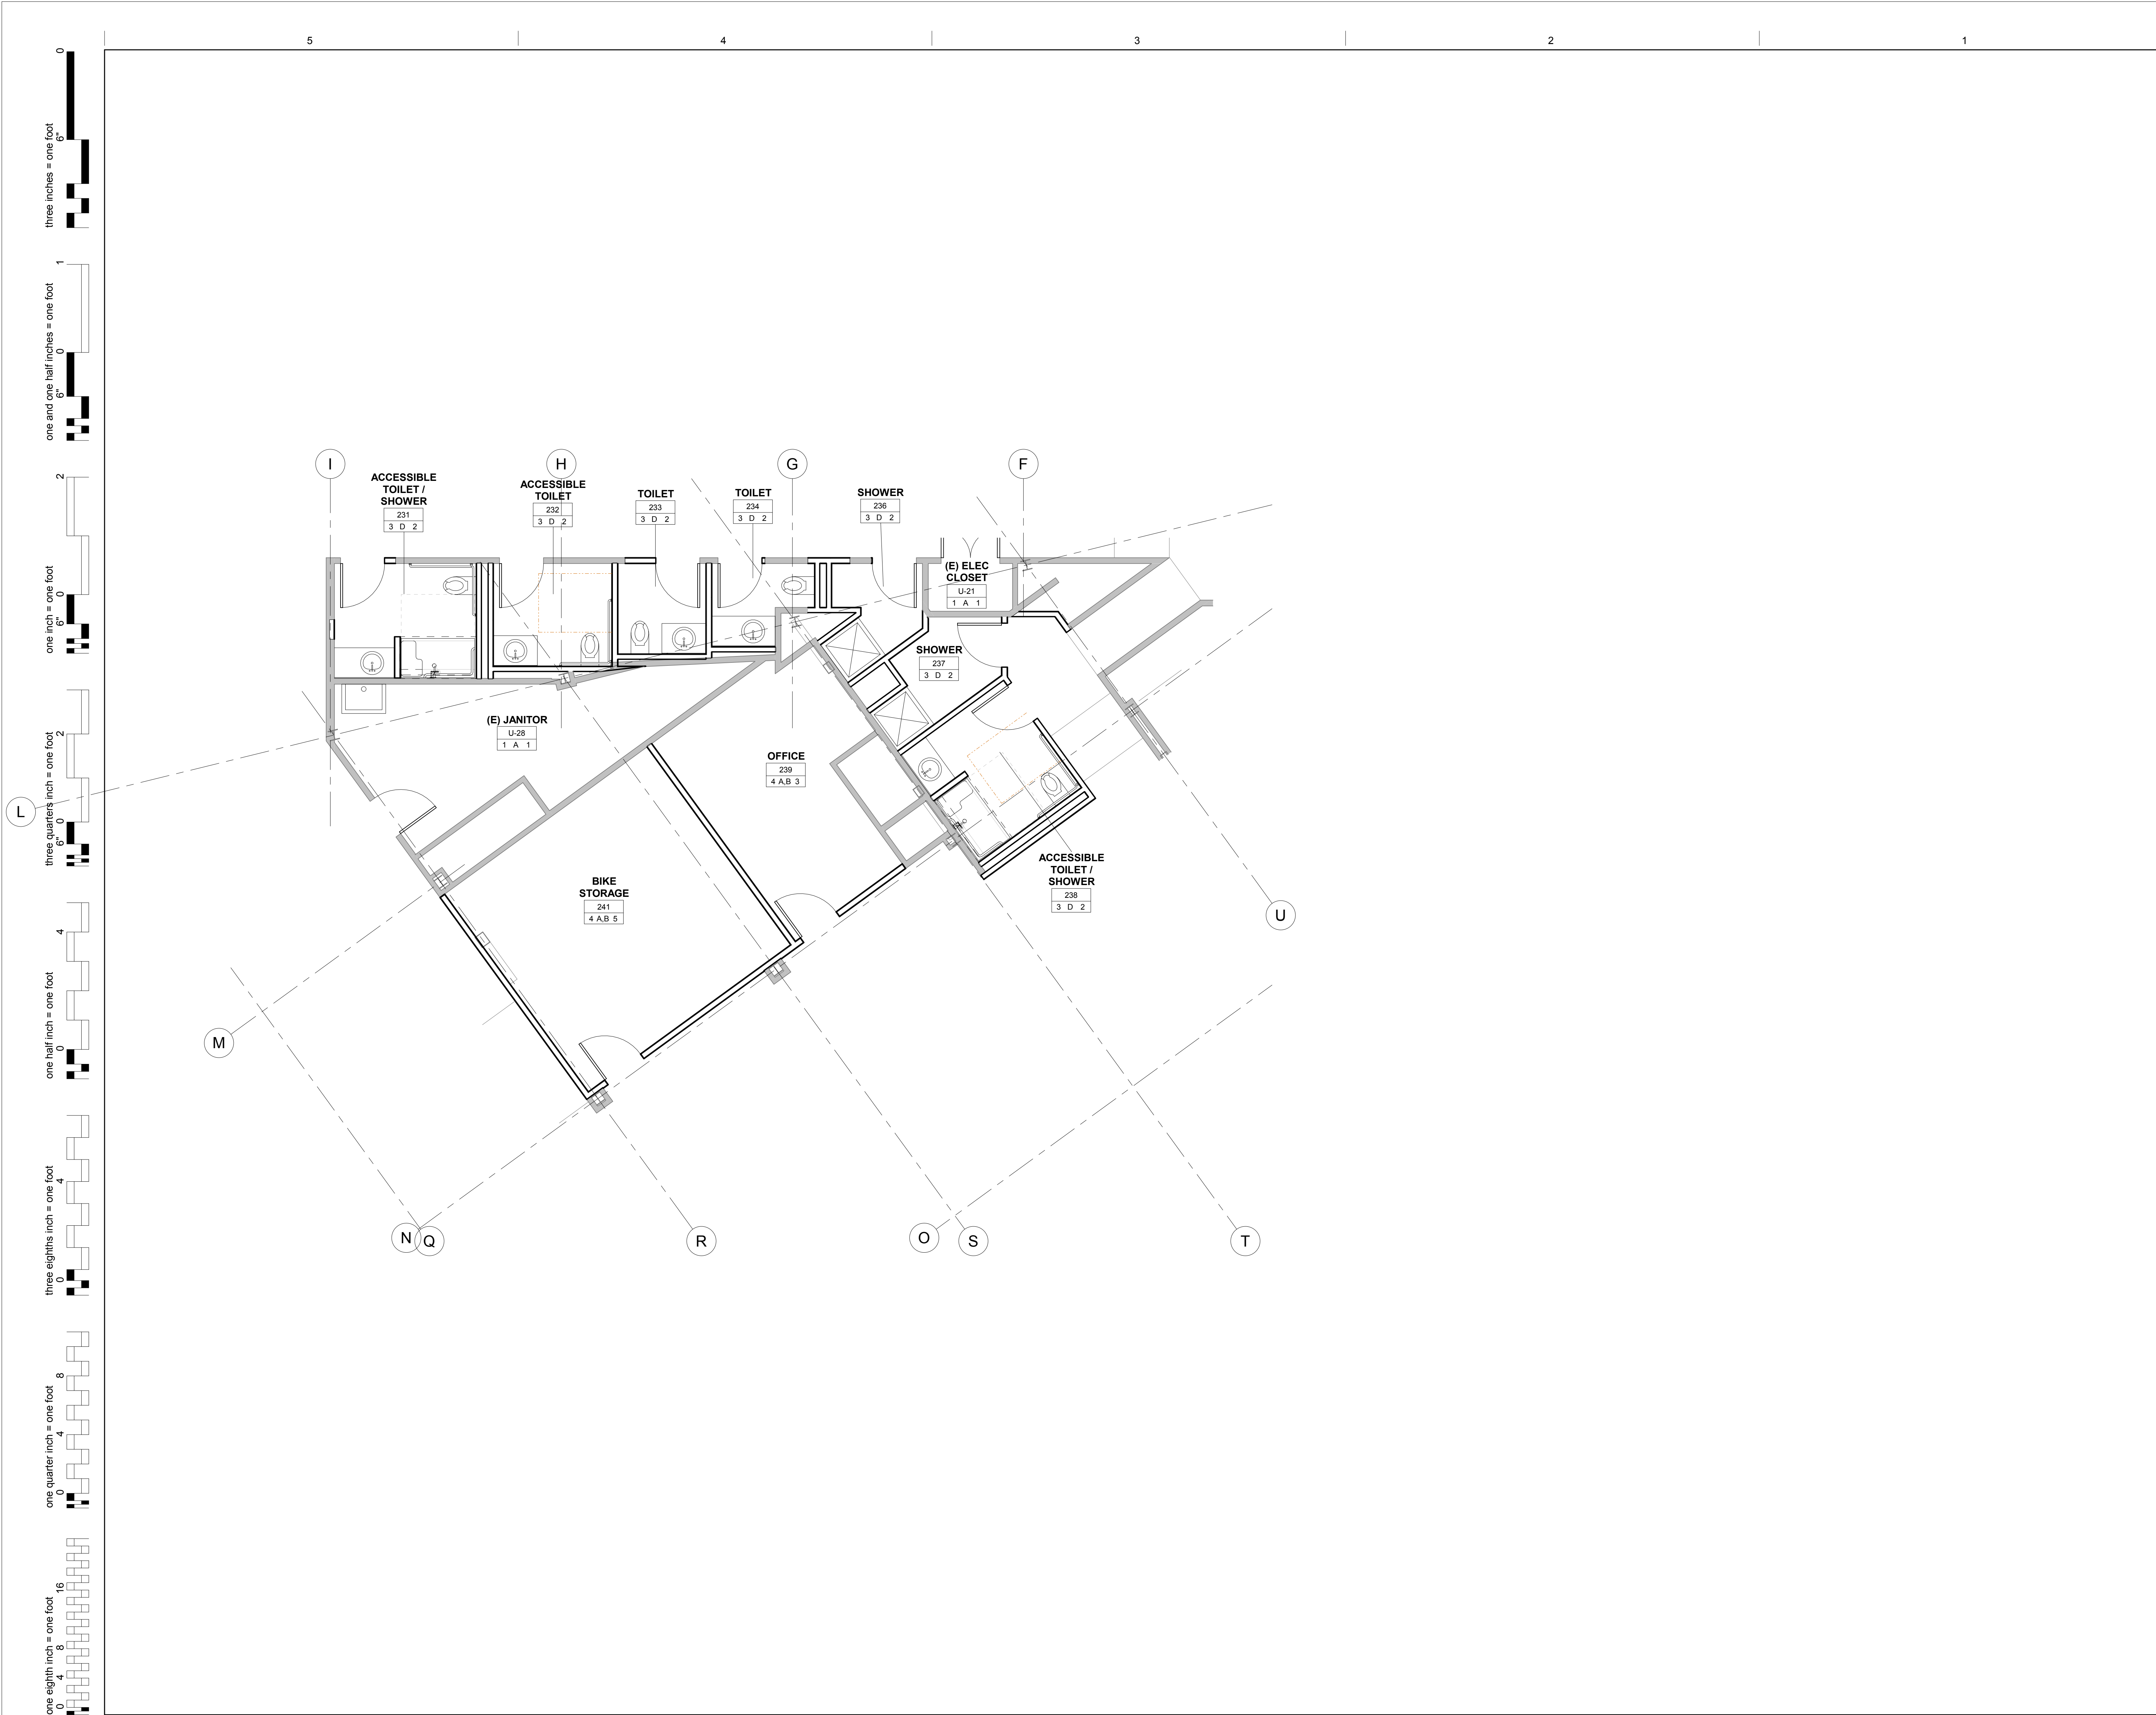 5
4
3
2
1
0
6"
three inches = one foot
1
0
6"
one and one half inches = one foot
2
0
6"
one inch = one foot
2
0
6"
three quarters inch = one foot
4
0
one half inch = one foot
4
0
three eighths inch = one foot
8
4
0
one quarter inch = one foot
16
8
4
0
one eighth inch = one foot
I
H
G
F
ACCESSIBLE
TOILET /
SHOWER
231
3 D 2
ACCESSIBLE
TOILET
232
3 D 2
TOILET
233
3 D 2
TOILET
234
3 D 2
SHOWER
236
3 D 2
(E) ELEC
CLOSET
U-21
1 A 1
SHOWER
237
3 D 2
(E) JANITOR
U-28
1 A 1
OFFICE
239
4 A,B 3
L
BIKE
STORAGE
241
4 A,B 5
ACCESSIBLE
TOILET /
SHOWER
238
3 D 2
U
M
N
Q
R
O
S
T